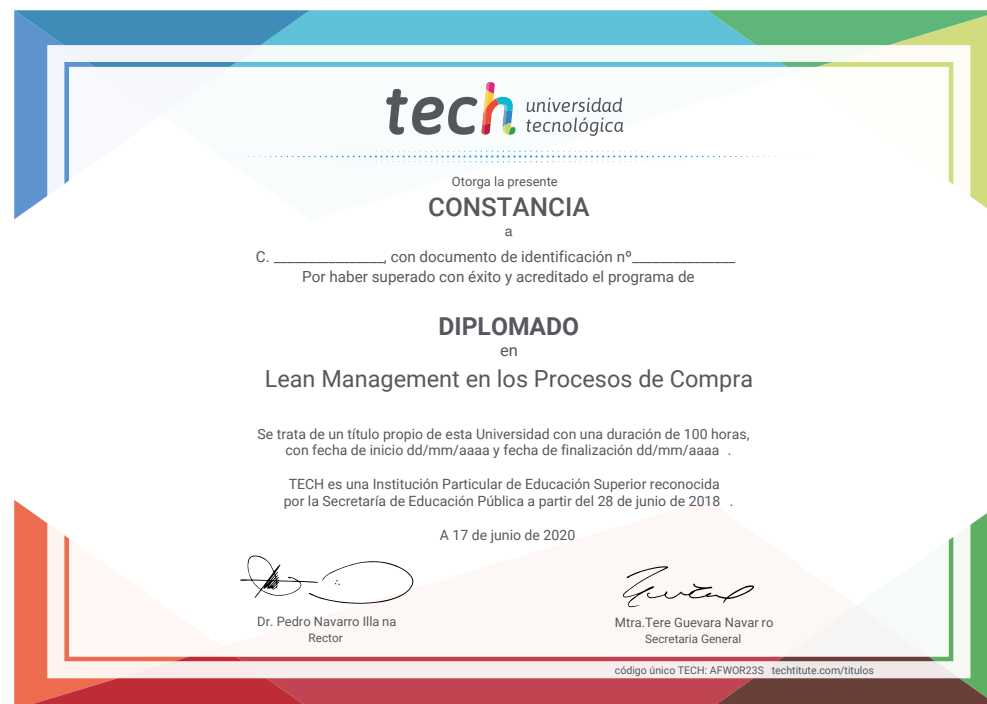 tech universidad
tecnológica
Otorga la presente
CONSTANCIA
a
C. ________________, con documento de identificación nº_______________
Por haber superado con éxito y acreditado el programa de
DIPLOMADO
en
Lean Management en los Procesos de Compra
Se trata de un título propio de esta Universidad con una duración de 100 horas,
con fecha de inicio dd/mm/aaaa y fecha de finalización dd/mm/aaaa .
TECH es una Institución Particular de Educación Superior reconocida
por la Secretaría de Educación Pública a partir del 28 de junio de 2018 .
A 17 de junio de 2020
Dr. Pedro Navarro Illa na
Rector
Mtra.Tere Guevara Navar ro
Secretaria General
código único TECH: AFWOR23S techtitute.com/titulos